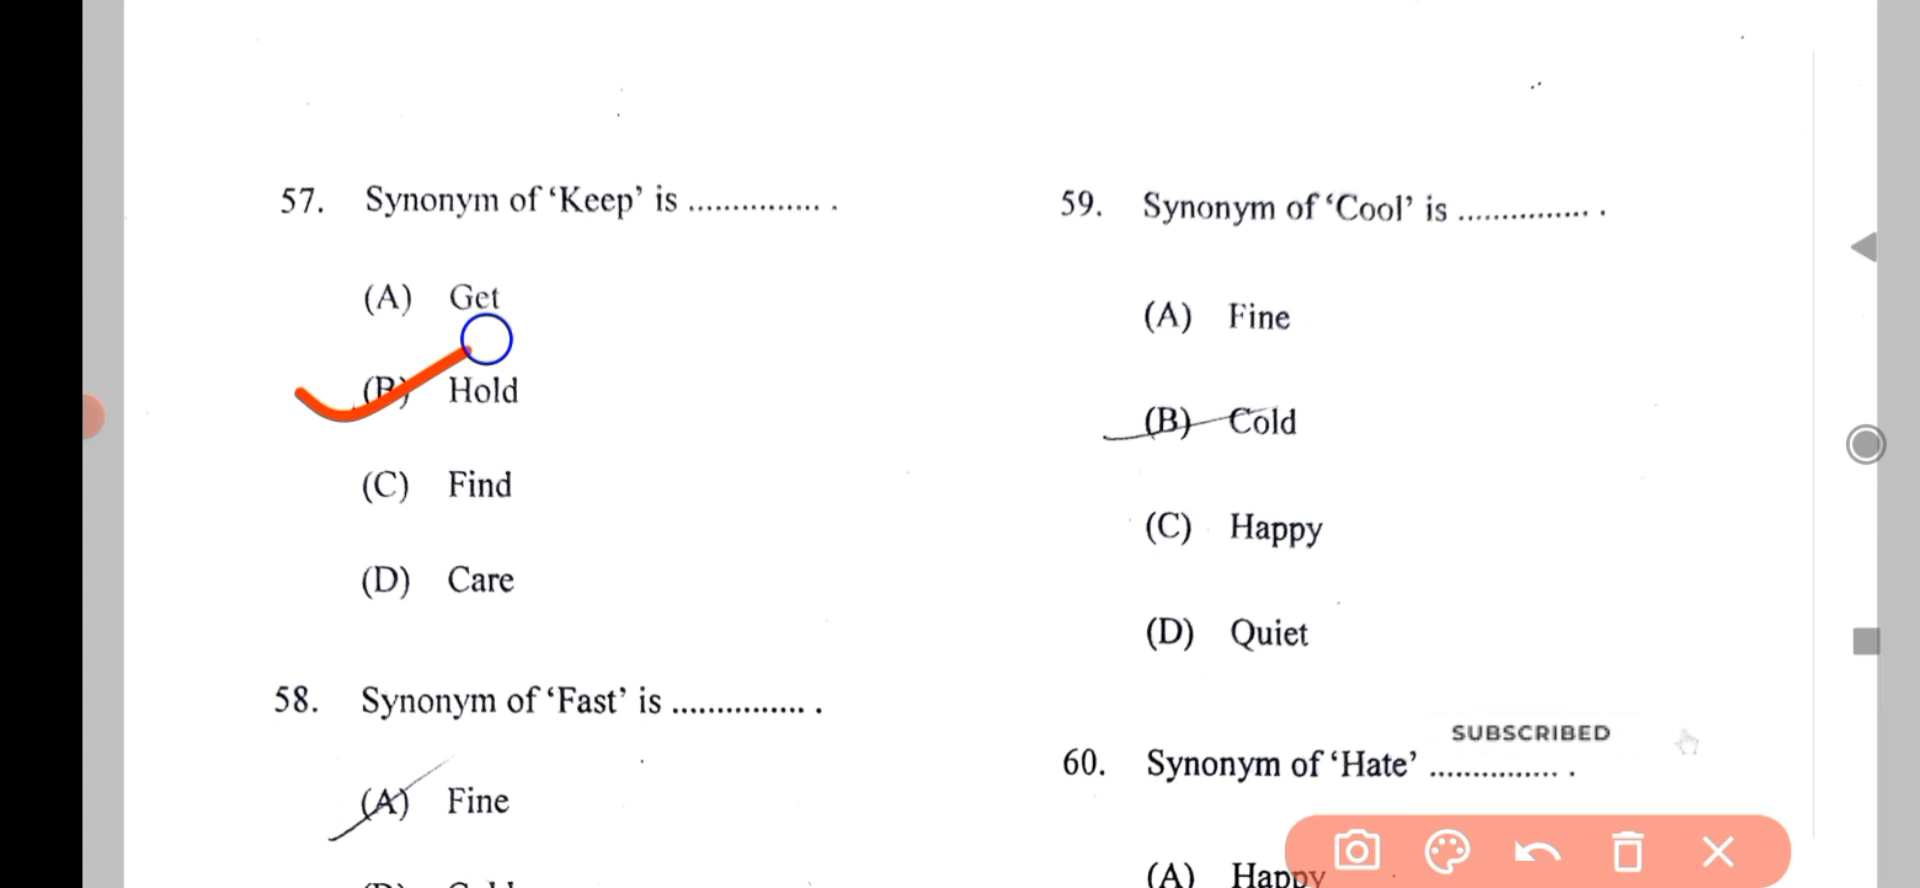 57. Synonym of ‘Keep’ is ............... .
(A) Get
(B) Hold
(C) Find
(D) Care
58. Synonym of ‘Fast’ is ............... .
(A) Fine
59. Synonym of ‘Cool’ is ............... .
(A) Fine
(B) Cold
(C) Happy
(D) Quiet
SUBSCRIBED
60. Synonym of ‘Hate’ ............... .
(A) Happy